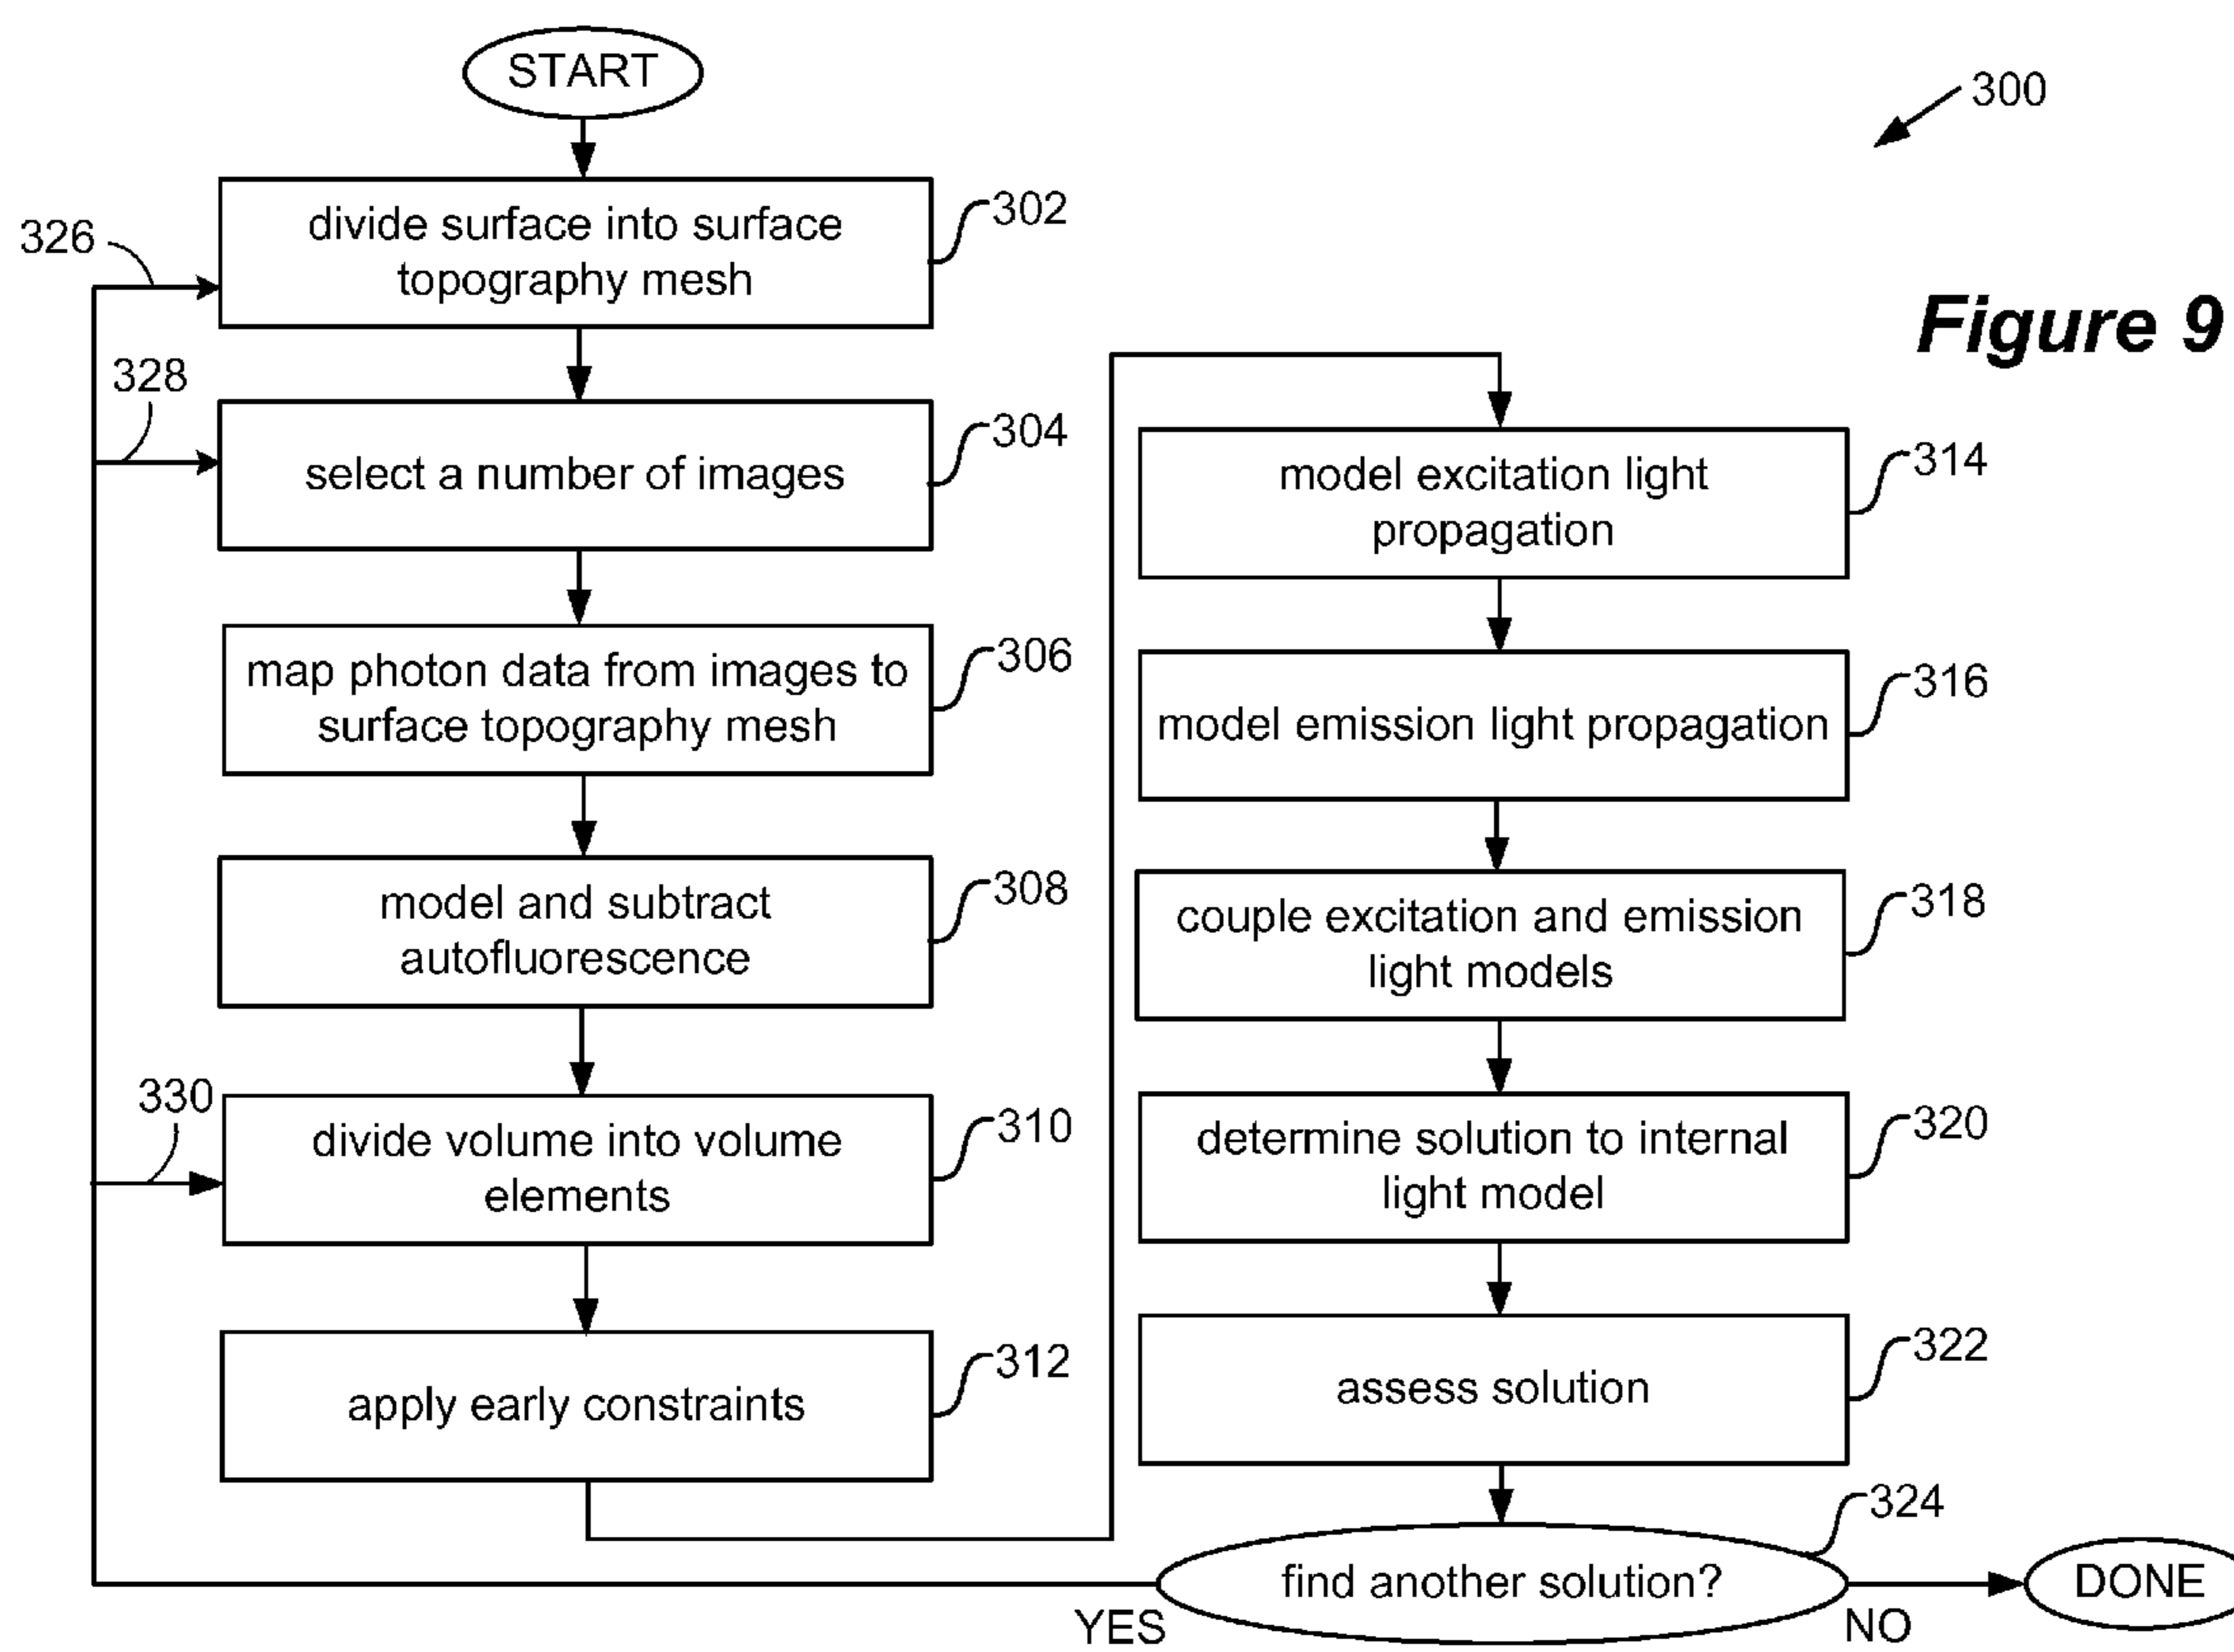 START
300
divide surface into surface
topography mesh
302
326
Figure 9
328
select a number of images
304
map photon data from images to
surface topography mesh
306
model and subtract
autofluorescence
308
330
divide volume into volume
elements
310
apply early constraints
312
model excitation light
propagation
314
model emission light propagation
316
couple excitation and emission
light models
318
determine solution to internal
light model
320
assess solution
322
324
find another solution?
YES
NO
DONE